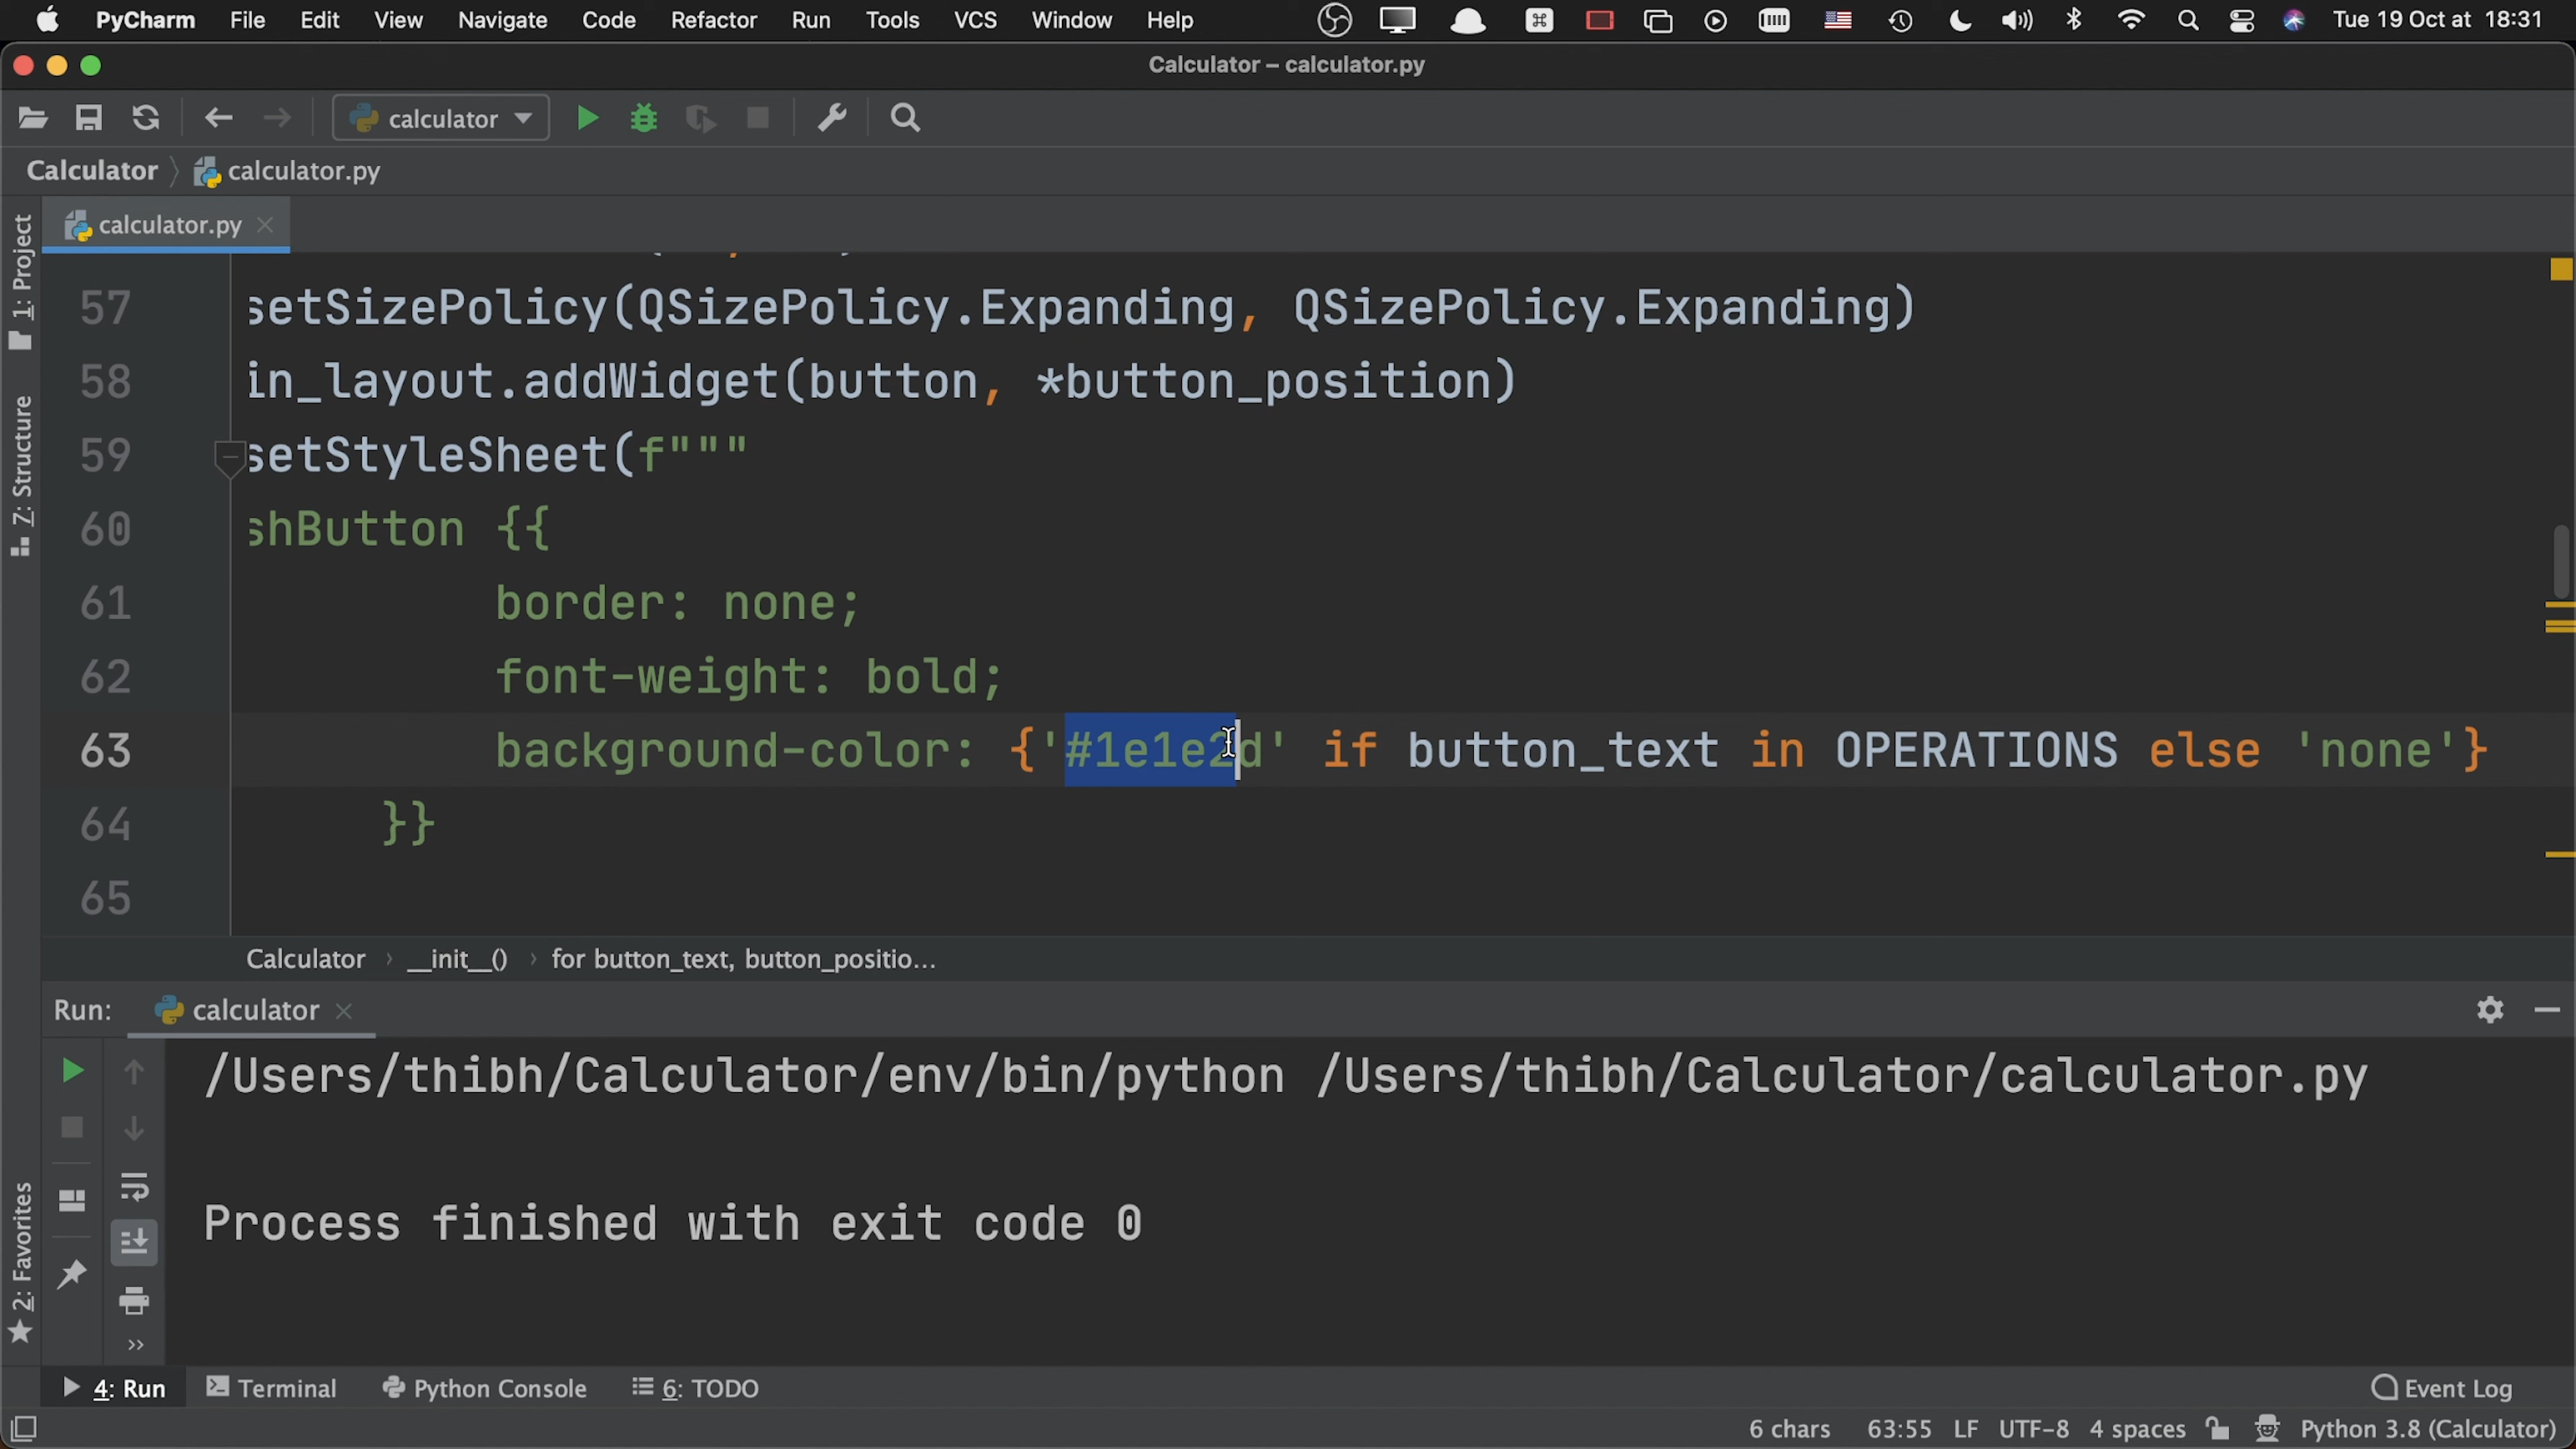 PyCharm File Edit View Navigate Code Refactor Run Tools VCS Window Help Tue 19 Oct at 18:31
Calculator – calculator.py
calculator
Calculator calculator.py
calculator.py
1: Project
Z: Structure
57 setSizePolicy(QSizePolicy.Expanding, QSizePolicy.Expanding)
58 in_layout.addWidget(button, *button_position)
59 setStyleSheet(f"""
60 shButton {{
61 border: none;
62 font-weight: bold;
63 background-color: {'#1e1e2d' if button_text in OPERATIONS else 'none'}
64 }}
65
Calculator › __init__() › for button_text, button_positio...
Run: calculator
/Users/thibh/Calculator/env/bin/python /Users/thibh/Calculator/calculator.py
Process finished with exit code 0
2: Favorites
4: Run Terminal Python Console 6: TODO Event Log
6 chars 63:55 LF UTF-8 4 spaces Python 3.8 (Calculator)